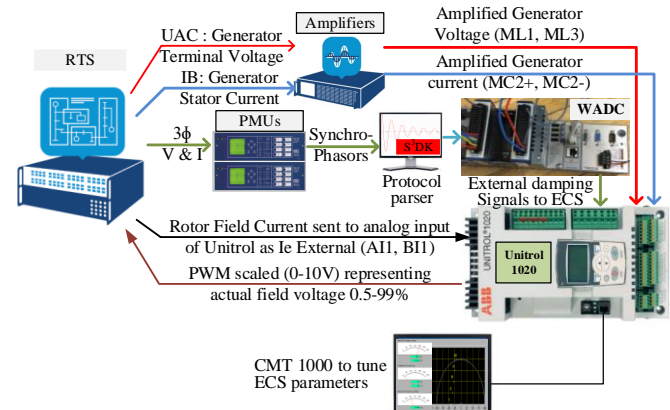 RTS
UAC : Generator
Terminal Voltage
IB: Generator
Stator Current
Amplifiers
Amplified Generator
Voltage (ML1, ML3)
Amplified Generator
current (MC2+, MC2-)
3ϕ
V & I
PMUs
Synchro-
Phasors
S³DK
Protocol
parser
WADC
External damping
Signals to ECS
Rotor Field Current sent to analog input
of Unitrol as Ie External (AI1, BI1)
PWM scaled (0-10V) representing
actual field voltage 0.5-99%
UNITROL 1020
ABB
Unitrol
1020
CMT 1000 to tune
ECS parameters